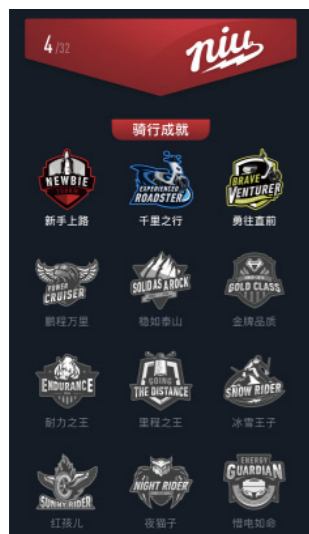 4/32
niu
骑行成就
NEWBIE
EXPERIENCED
ROADSTER
BRAVE
VENTURER
新手上路
千里之行
勇往直前
POWER
CRUISER
SOLID AS A ROCK
GOLD CLASS
鹏程万里
稳如泰山
金牌品质
ENDURANCE
GOING
THE DISTANCE
SNOW RIDER
耐力之王
里程之王
冰雪王子
SUNNY RIDER
NIGHT RIDER
ENERGY
GUARDIAN
红孩儿
夜猫子
惜电如命